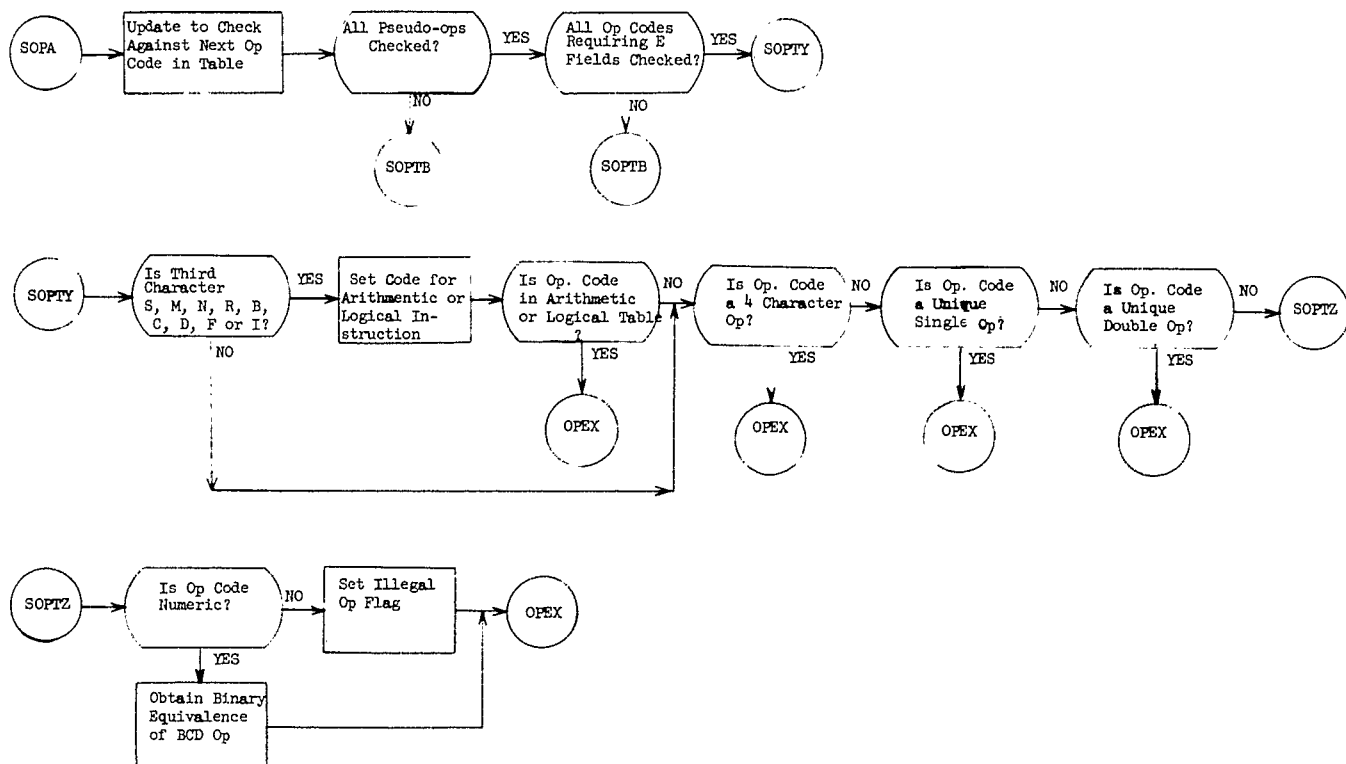 SOPA
Update to Check
Against Next Op
Code in Table
All Pseudo-ops
Checked?
YES
All Op Codes
Requiring E
Fields Checked?
YES
SOPTY
NO
SOPTB
NO
SOPTB
SOPTY
Is Third
Character
S, M, N, R, B,
C, D, F or I?
YES
Set Code for
Arithmentic or
Logical In-
struction
Is Op. Code
in Arithmetic
or Logical Table
?
NO
Is Op. Code
a 4 Character
Op?
NO
Is Op. Code
a Unique
Single Op?
NO
Is Op. Code
a Unique
Double Op?
NO
SOPTZ
NO
YES
YES
YES
YES
OPEX
OPEX
OPEX
OPEX
SOPTZ
Is Op Code
Numeric?
NO
Set Illegal
Op Flag
OPEX
YES
Obtain Binary
Equivalence
of BCD Op